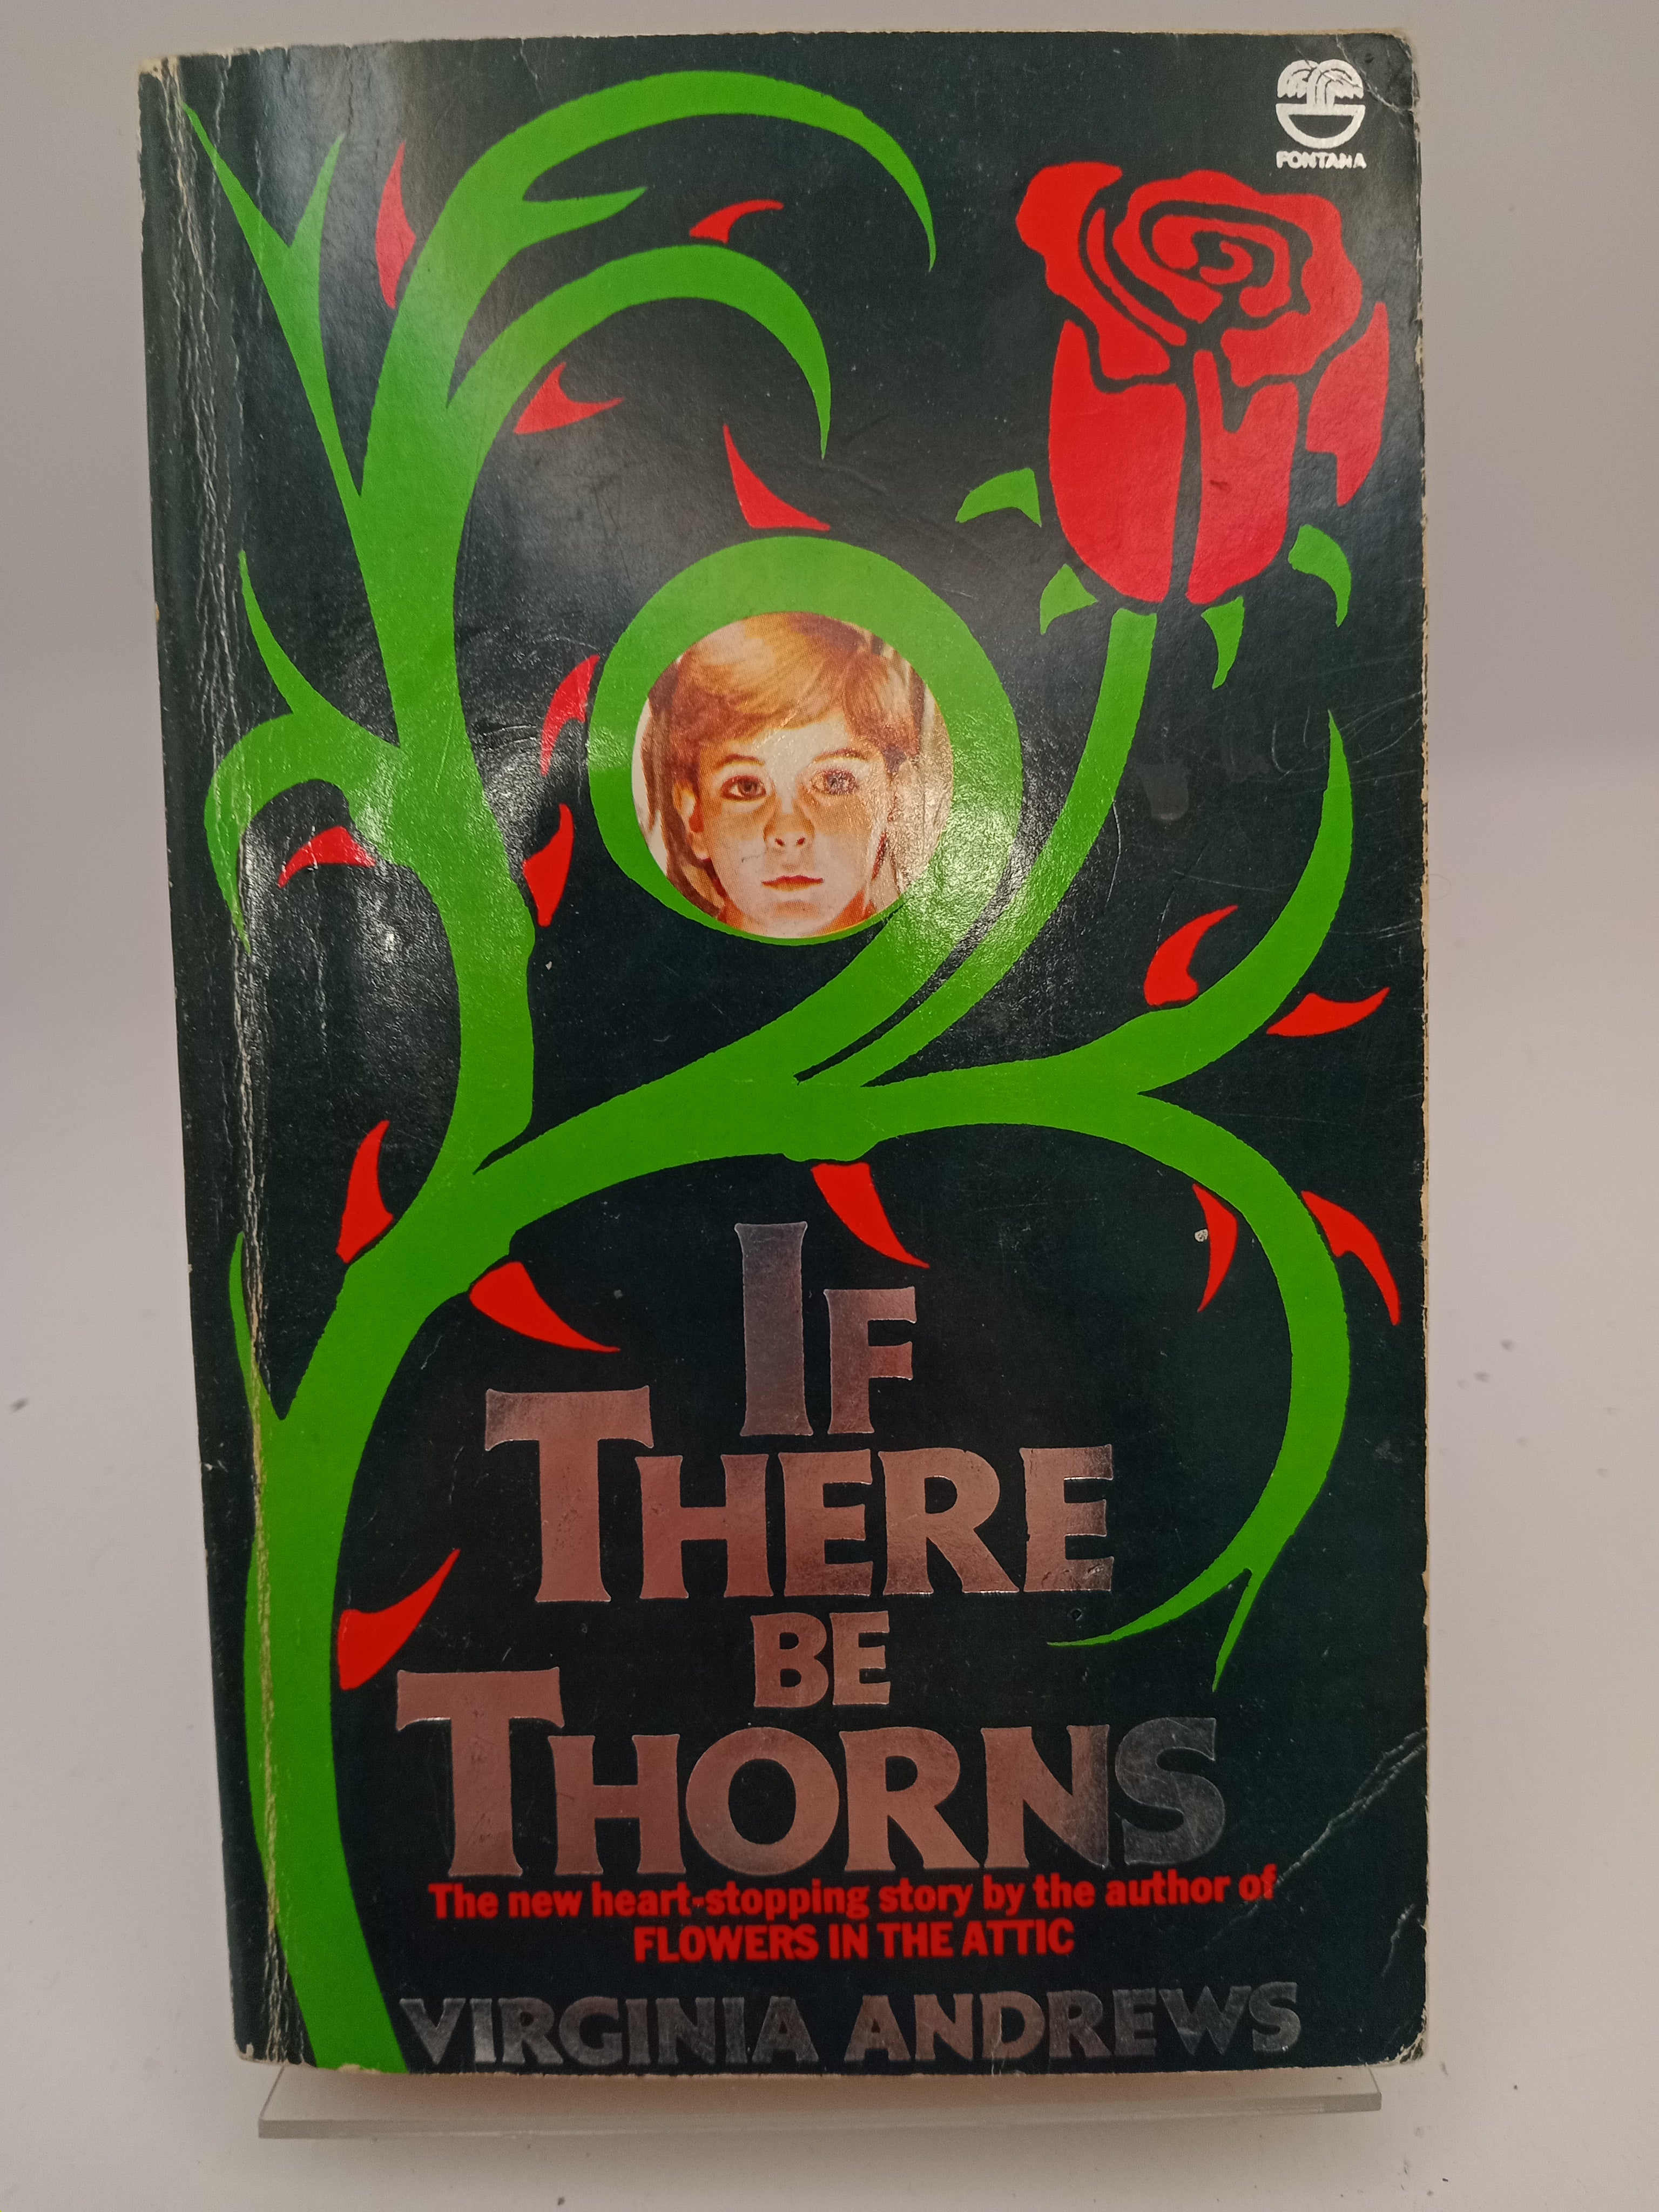 FONTANA
IF
THERE
BE
THORNS
The new heart-stopping story by the author of
FLOWERS IN THE ATTIC
VIRGINIA ANDREWS